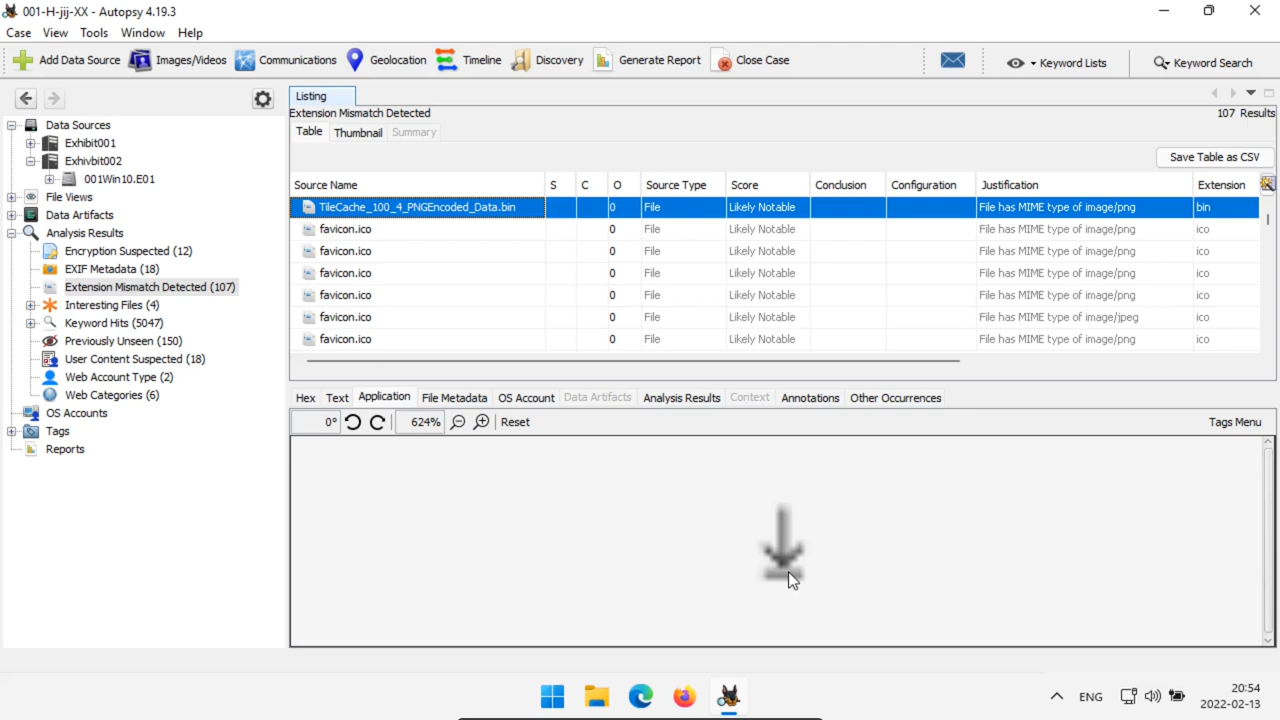 001-H-jij-XX - Autopsy 4.19.3
Case View Tools Window Help
Add Data Source Images/Videos Communications Geolocation Timeline Discovery Generate Report Close Case Keyword Lists Keyword Search
Listing
Extension Mismatch Detected 107 Results
Table Thumbnail Summary
Save Table as CSV
Data Sources
Exhibit001
Exhivbit002
001Win10.E01
File Views
Data Artifacts
Analysis Results
Encryption Suspected (12)
EXIF Metadata (18)
Extension Mismatch Detected (107)
Interesting Files (4)
Keyword Hits (5047)
Previously Unseen (150)
User Content Suspected (18)
Web Account Type (2)
Web Categories (6)
OS Accounts
Tags
Reports
Source Name S C O Source Type Score Conclusion Configuration Justification Extension
TileCache_100_4_PNGEncoded_Data.bin 0 File Likely Notable File has MIME type of image/png bin
favicon.ico 0 File Likely Notable File has MIME type of image/png ico
favicon.ico 0 File Likely Notable File has MIME type of image/png ico
favicon.ico 0 File Likely Notable File has MIME type of image/png ico
favicon.ico 0 File Likely Notable File has MIME type of image/png ico
favicon.ico 0 File Likely Notable File has MIME type of image/jpeg ico
favicon.ico 0 File Likely Notable File has MIME type of image/png ico
Hex Text Application File Metadata OS Account Data Artifacts Analysis Results Context Annotations Other Occurrences
0° 624% Reset Tags Menu
ENG
20:54
2022-02-13